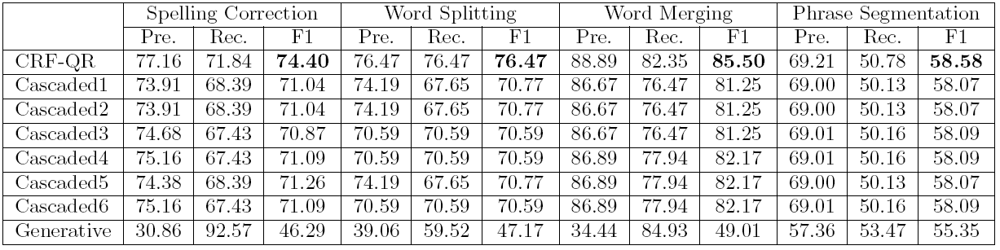 Spelling Correction Word Splitting Word Merging Phrase Segmentation
Pre. Rec. F1 Pre. Rec. F1 Pre. Rec. F1 Pre. Rec. F1
CRF-QR 77.16 71.84 74.40 76.47 76.47 76.47 88.89 82.35 85.50 69.21 50.78 58.58
Cascaded1 73.91 68.39 71.04 74.19 67.65 70.77 86.67 76.47 81.25 69.00 50.13 58.07
Cascaded2 73.91 68.39 71.04 74.19 67.65 70.77 86.67 76.47 81.25 69.00 50.13 58.07
Cascaded3 74.68 67.43 70.87 70.59 70.59 70.59 86.67 76.47 81.25 69.01 50.16 58.09
Cascaded4 75.16 67.43 71.09 70.59 70.59 70.59 86.89 77.94 82.17 69.01 50.16 58.09
Cascaded5 74.38 68.39 71.26 74.19 67.65 70.77 86.89 77.94 82.17 69.00 50.13 58.07
Cascaded6 75.16 67.43 71.09 70.59 70.59 70.59 86.89 77.94 82.17 69.01 50.16 58.09
Generative 30.86 92.57 46.29 39.06 59.52 47.17 34.44 84.93 49.01 57.36 53.47 55.35